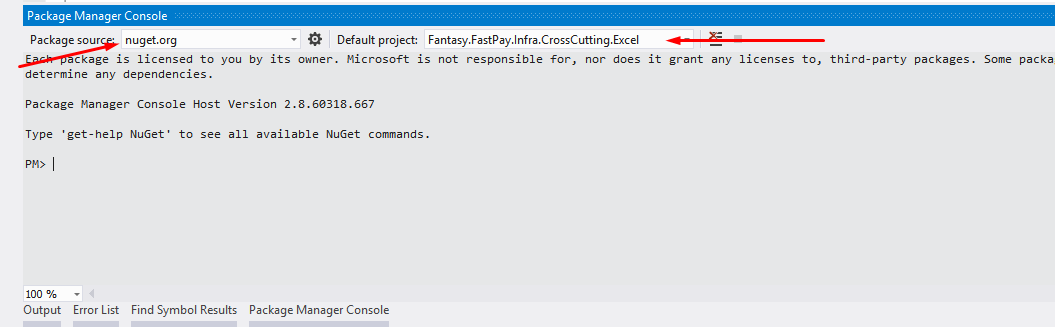 Package Manager Console
Package source: nuget.org Default project: Fantasy.FastPay.Infra.CrossCutting.Excel
Each package is licensed to you by its owner. Microsoft is not responsible for, nor does it grant any licenses to, third-party packages. Some packa
determine any dependencies.
Package Manager Console Host Version 2.8.60318.667
Type 'get-help NuGet' to see all available NuGet commands.
PM>
100 %
Output Error List Find Symbol Results Package Manager Console